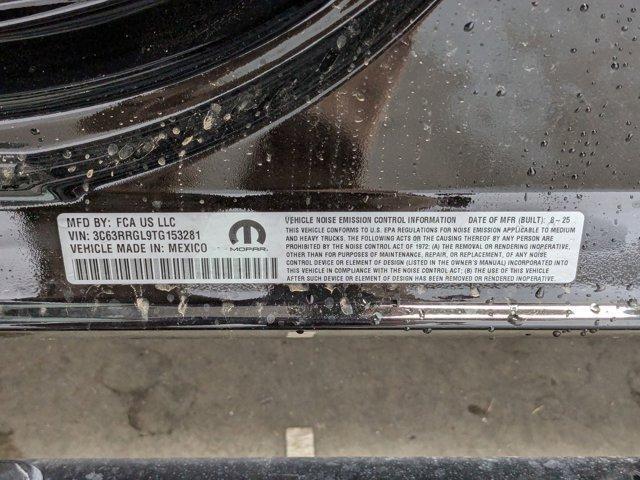 MFD BY: FCA US LLC
VIN: 3C63RRGL9TG153281
VEHICLE MADE IN: MEXICO
MOPAR
VEHICLE NOISE EMISSION CONTROL INFORMATION DATE OF MFR (BUILT): 8-25
THIS VEHICLE CONFORMS TO U.S. EPA REGULATIONS FOR NOISE EMISSION APPLICABLE TO MEDIUM
AND HEAVY TRUCKS. THE FOLLOWING ACTS OR THE CAUSING THEREOF BY ANY PERSON ARE
PROHIBITED BY THE NOISE CONTROL ACT OF 1972: (A) THE REMOVAL OR RENDERING INOPERATIVE,
OTHER THAN FOR PURPOSES OF MAINTENANCE, REPAIR, OR REPLACEMENT, OF ANY NOISE
CONTROL DEVICE OR ELEMENT OF DESIGN (LISTED IN THE OWNER'S MANUAL) INCORPORATED INTO
THIS VEHICLE IN COMPLIANCE WITH THE NOISE CONTROL ACT; (B) THE USE OF THIS VEHICLE
AFTER SUCH DEVICE OR ELEMENT OF DESIGN HAS BEEN REMOVED OR RENDERED INOPERATIVE.